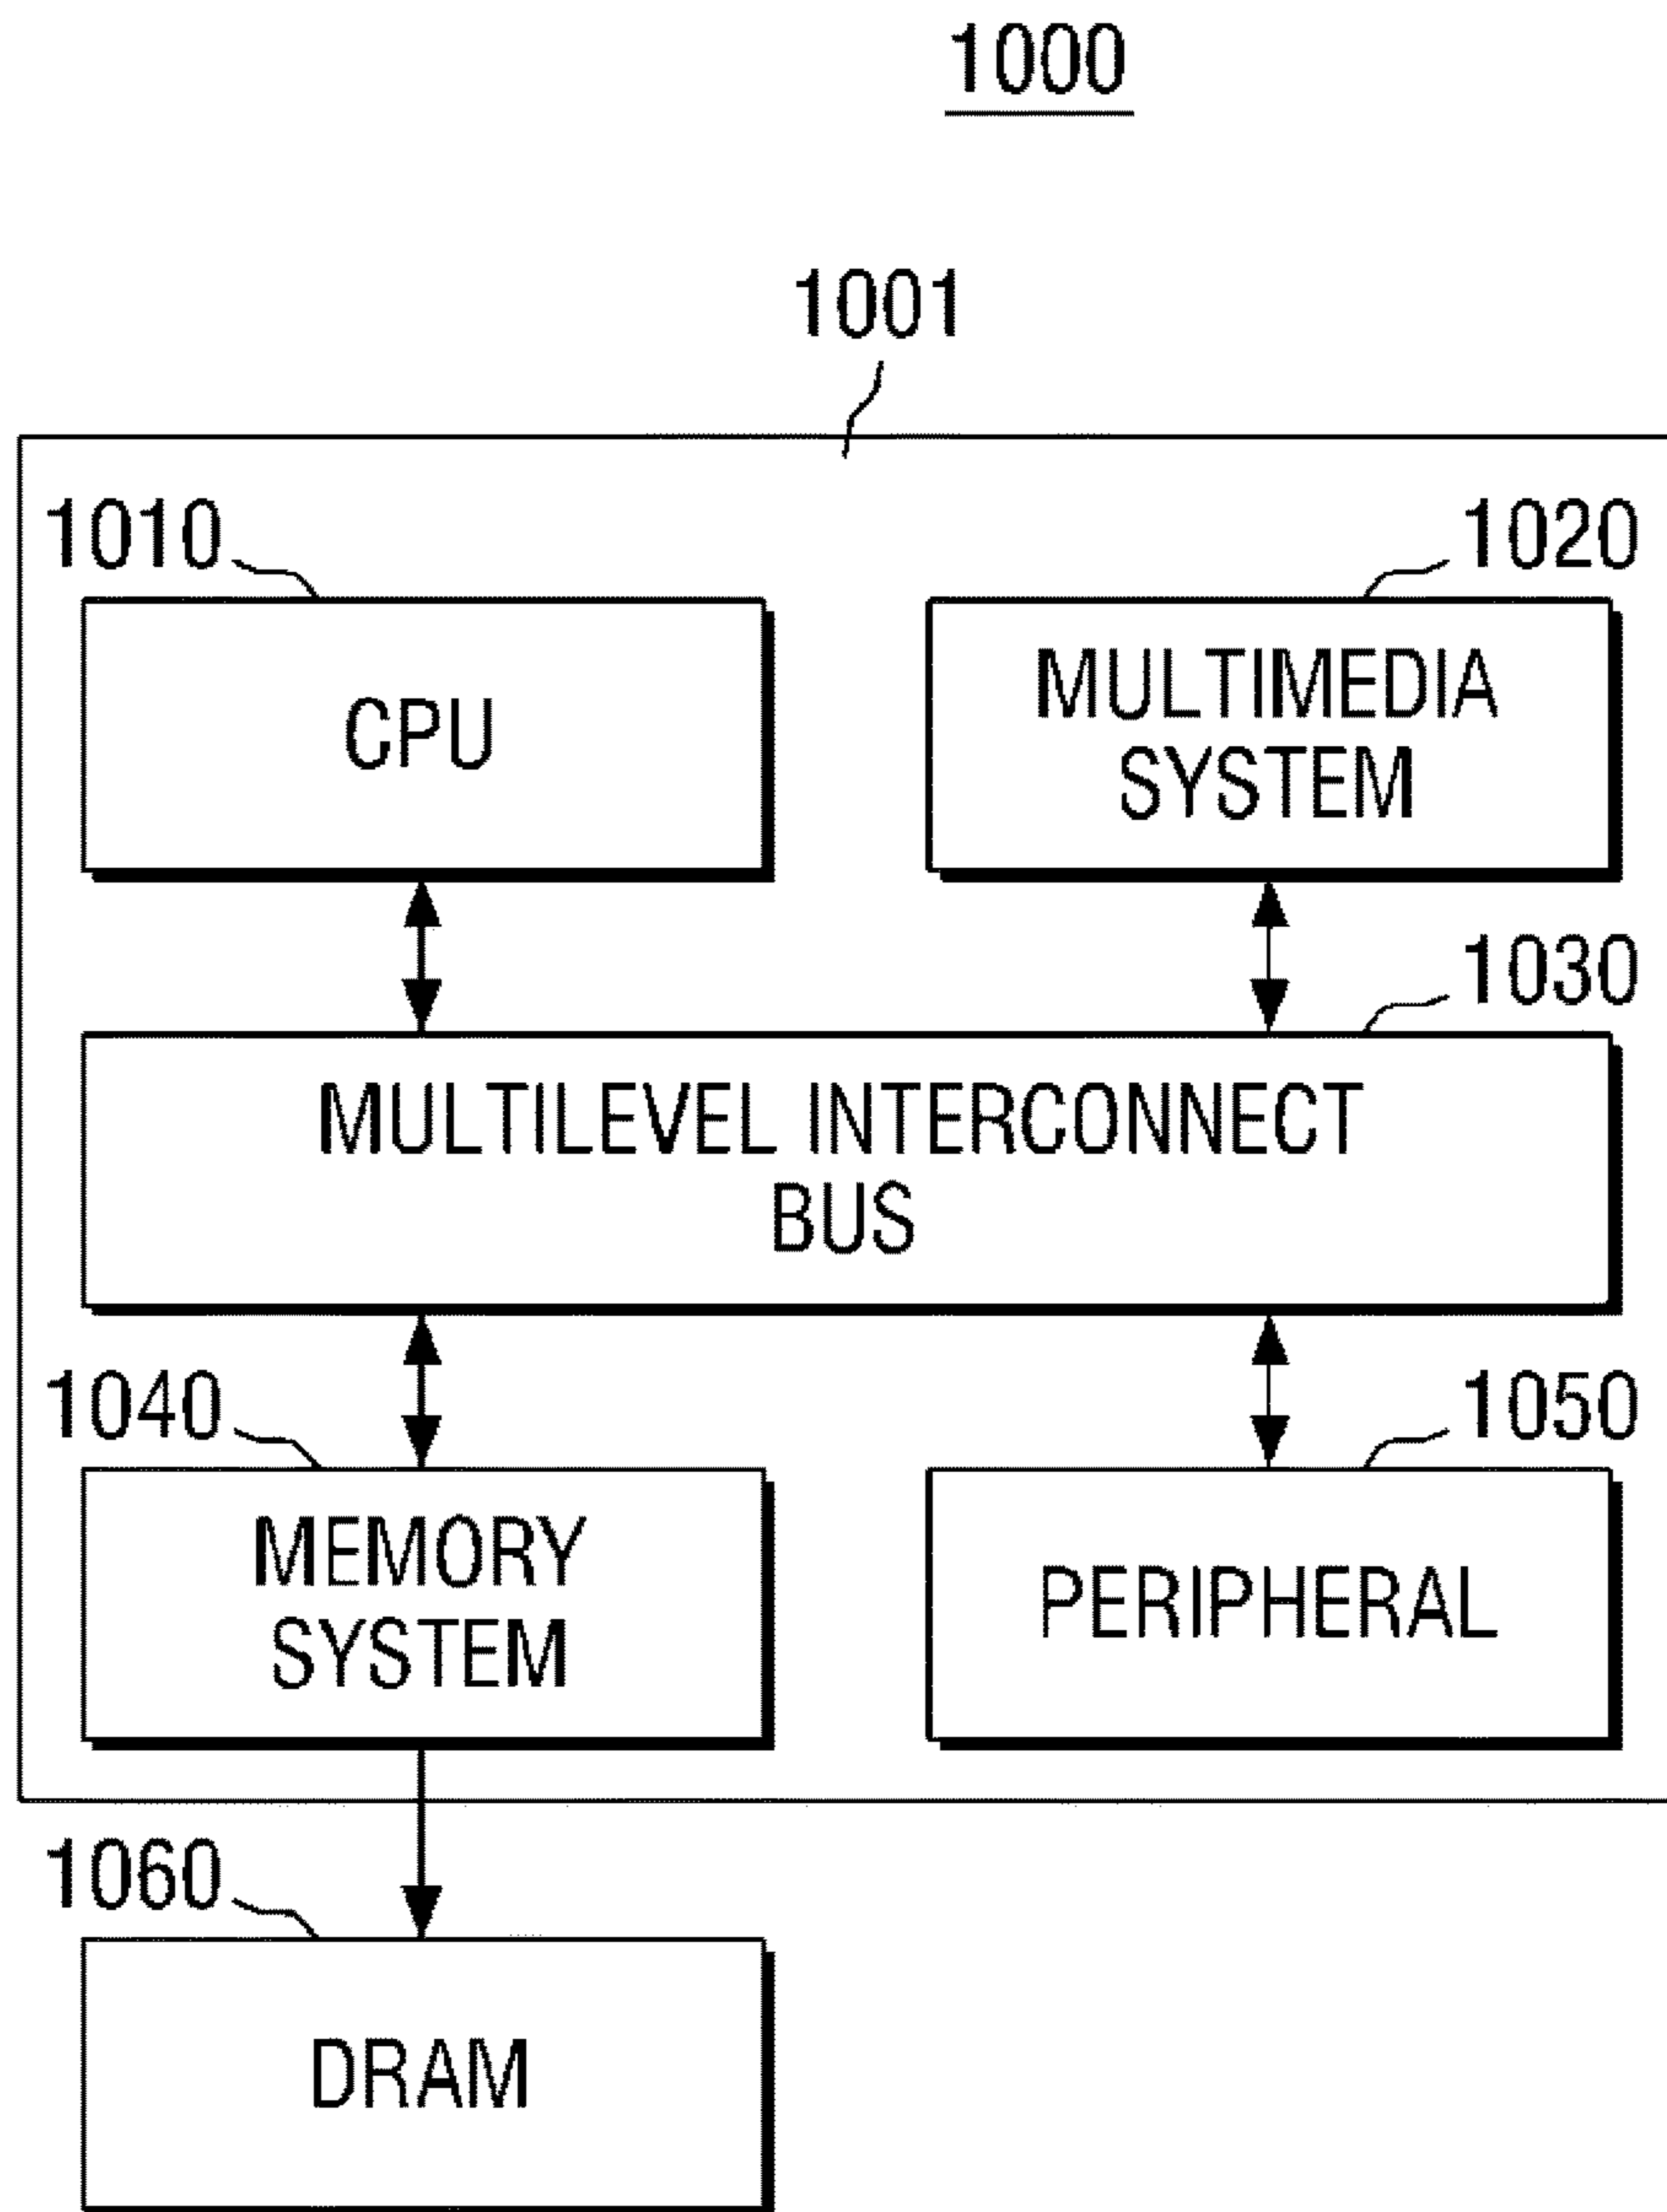 1000
1001
1010
1020
CPU
MULTIMEDIA
SYSTEM
1030
MULTILEVEL INTERCONNECT
BUS
1040
1050
MEMORY
SYSTEM
PERIPHERAL
1060
DRAM